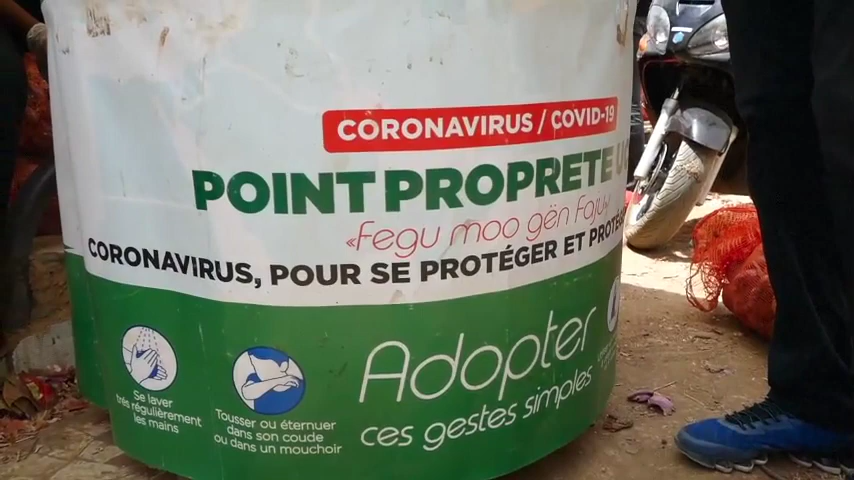 CORONAVIRUS / COVID-19
POINT PROPRETE
«Fegu moo gën Faju»
CORONAVIRUS, POUR SE PROTÉGER ET
Adopter
ces gestes simples
Se laver
très régulièrement
les mains
Tousser ou éternuer
dans son coude
ou dans un mouchoir